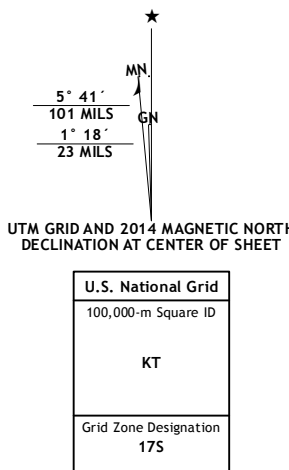 ★
MN
GN
5° 41´
101 MILS
1° 18´
23 MILS
UTM GRID AND 2014 MAGNETIC NORTH
DECLINATION AT CENTER OF SHEET
U.S. National Grid
100,000-m Square ID
KT
Grid Zone Designation
17S